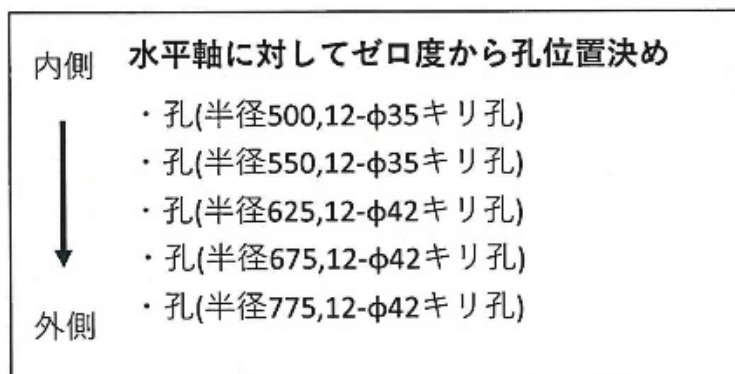 内側
水平軸に対してゼロ度から孔位置決め
・孔(半径500,12-φ35キリ孔)
・孔(半径550,12-φ35キリ孔)
・孔(半径625,12-φ42キリ孔)
・孔(半径675,12-φ42キリ孔)
・孔(半径775,12-φ42キリ孔)
外側